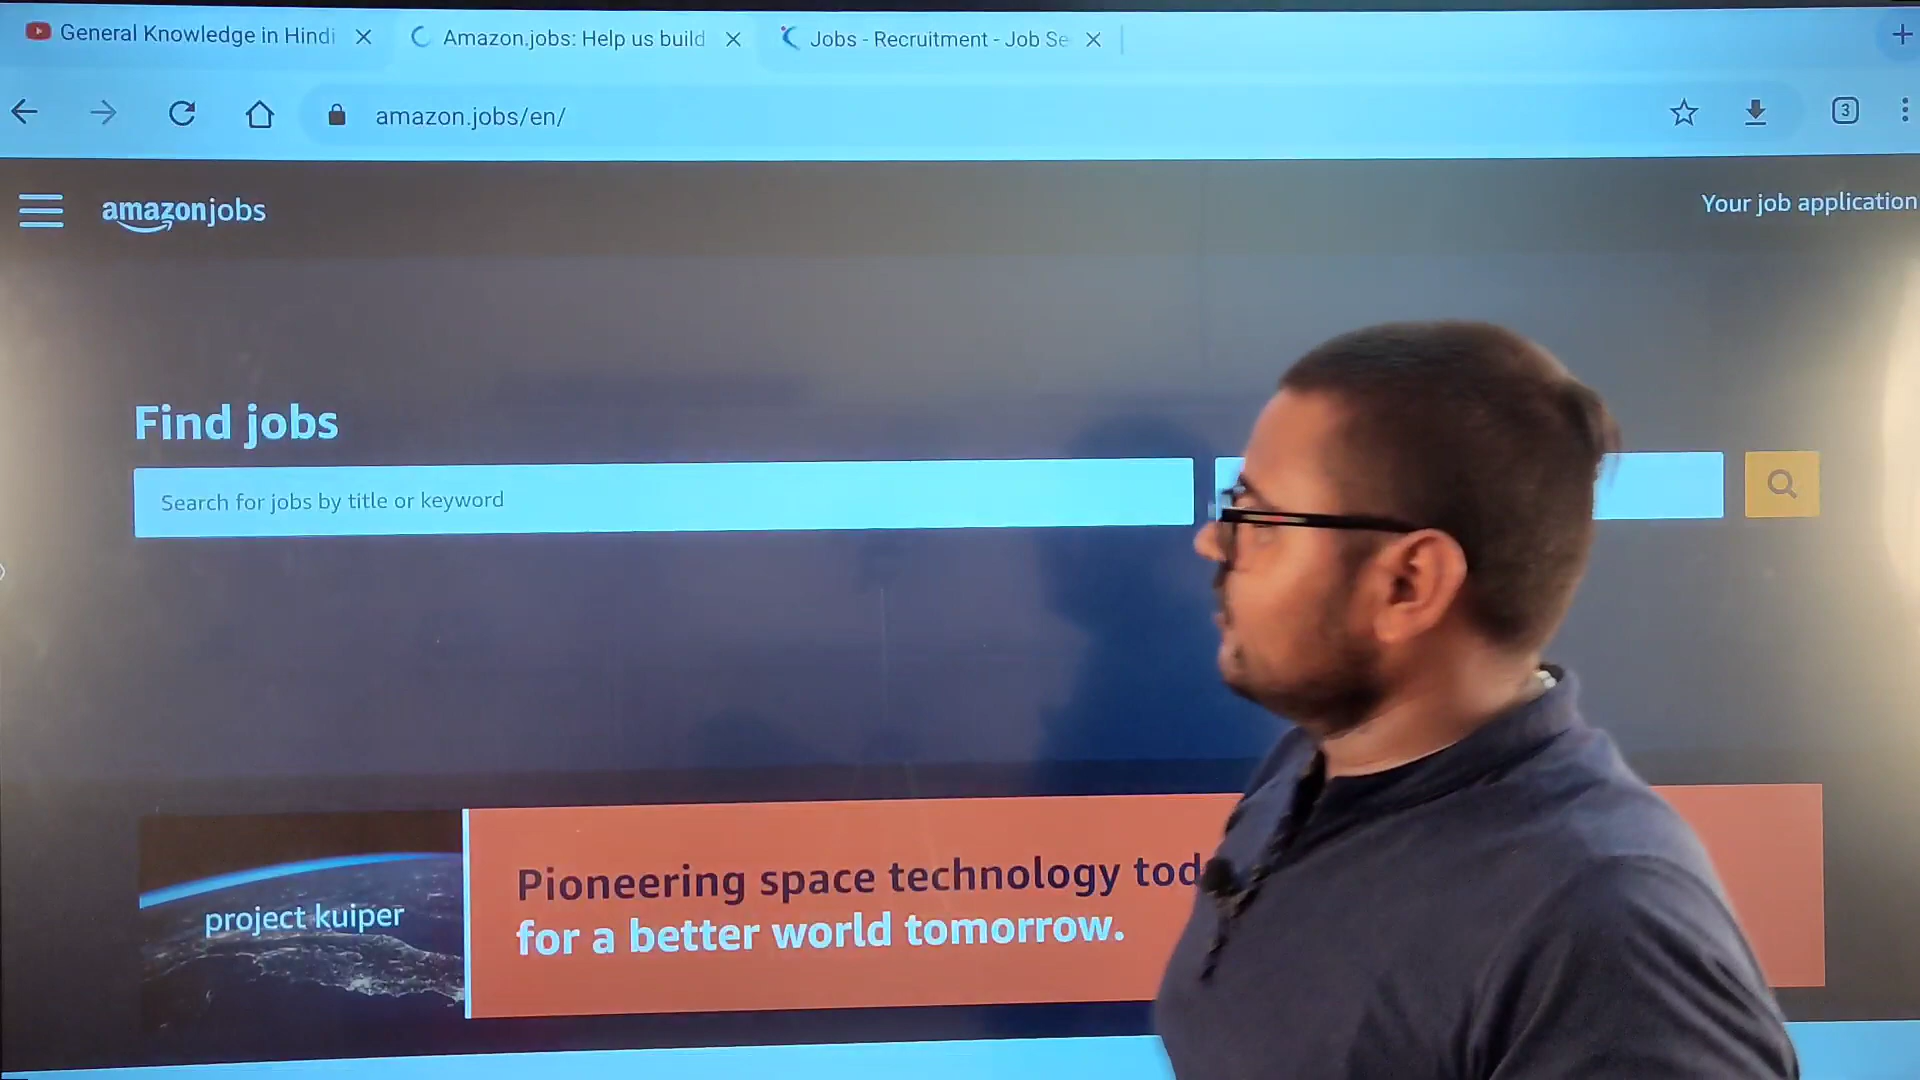 General Knowledge in Hindi
Amazon.jobs: Help us build
Jobs - Recruitment - Job Se
amazon.jobs/en/
3
amazonjobs
Your job application
Find jobs
Search for jobs by title or keyword
project kuiper
Pioneering space technology tod
for a better world tomorrow.